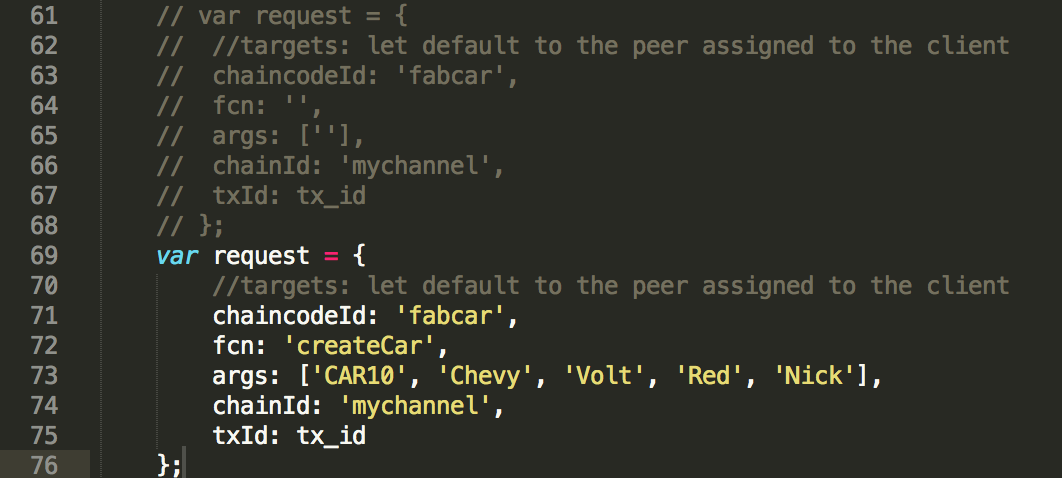 61 // var request = {
62 //  //targets: let default to the peer assigned to the client
63 //  chaincodeId: 'fabcar',
64 //  fcn: '',
65 //  args: [''],
66 //  chainId: 'mychannel',
67 //  txId: tx_id
68 // };
69 var request = {
70     //targets: let default to the peer assigned to the client
71     chaincodeId: 'fabcar',
72     fcn: 'createCar',
73     args: ['CAR10', 'Chevy', 'Volt', 'Red', 'Nick'],
74     chainId: 'mychannel',
75     txId: tx_id
76 };